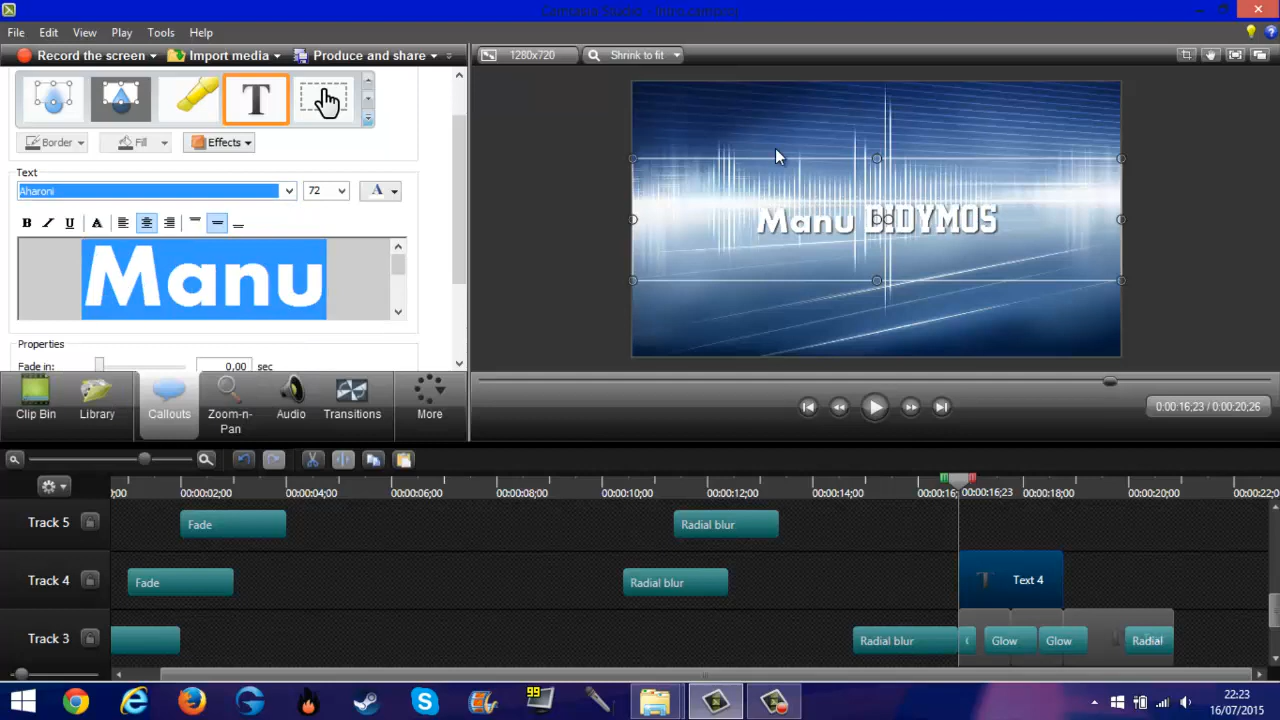 Camtasia Studio - Intro.camproj
File Edit View Play Tools Help
Record the screen Import media Produce and share
1280x720 Shrink to fit
T
Border Fill Effects
Text
Aharoni 72 A
B I U A
Manu
Manu D!DYMOS
Properties
Fade in: 0,00 sec
Clip Bin Library Callouts Zoom-n-Pan Audio Transitions More
0:00:16;23 / 0:00:20;26
00:00:02;00 00:00:04;00 00:00:06;00 00:00:08;00 00:00:10;00 00:00:12;00 00:00:14;00 00:00:16; 00:00:16;23 00:00:18;00 00:00:20;00 00:00:22;0
Track 5 Fade Radial blur
Track 4 Fade Radial blur T Text 4
Track 3 Radial blur Glow Glow Radial
99
22:23
16/07/2015